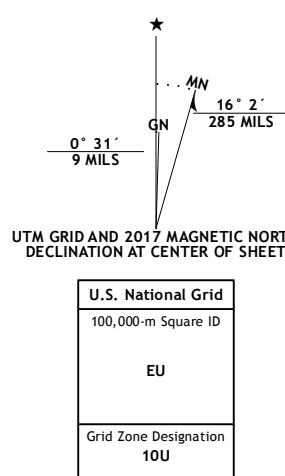 ★
MN
GN
16° 2´
285 MILS
0° 31´
9 MILS
UTM GRID AND 2017 MAGNETIC NORT
DECLINATION AT CENTER OF SHEET
U.S. National Grid
100,000-m Square ID
EU
Grid Zone Designation
10U